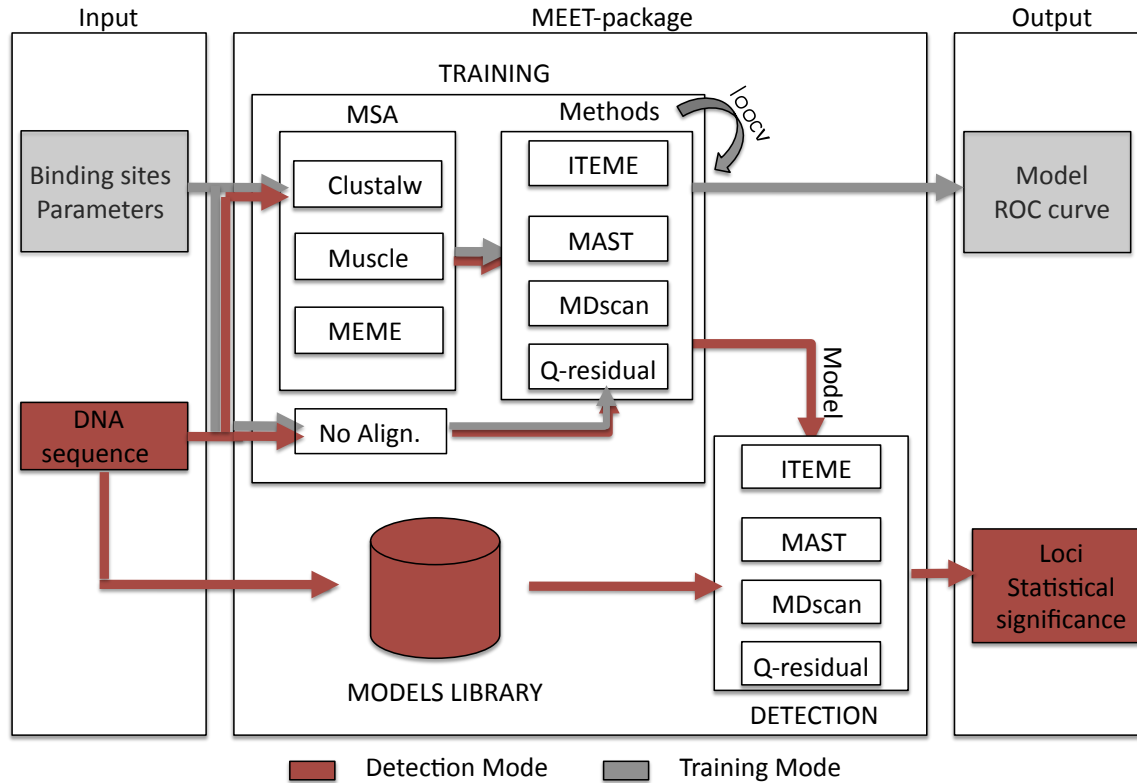 Input
MEET-package
Output
TRAINING
MSA
Methods
loocv
Binding sites
Parameters
Clustalw
Muscle
MEME
ITEME
MAST
MDscan
Q-residual
Model
ROC curve
DNA
sequence
No Align.
Model
ITEME
MAST
MDscan
Q-residual
DETECTION
MODELS LIBRARY
Loci
Statistical
significance
Detection Mode
Training Mode